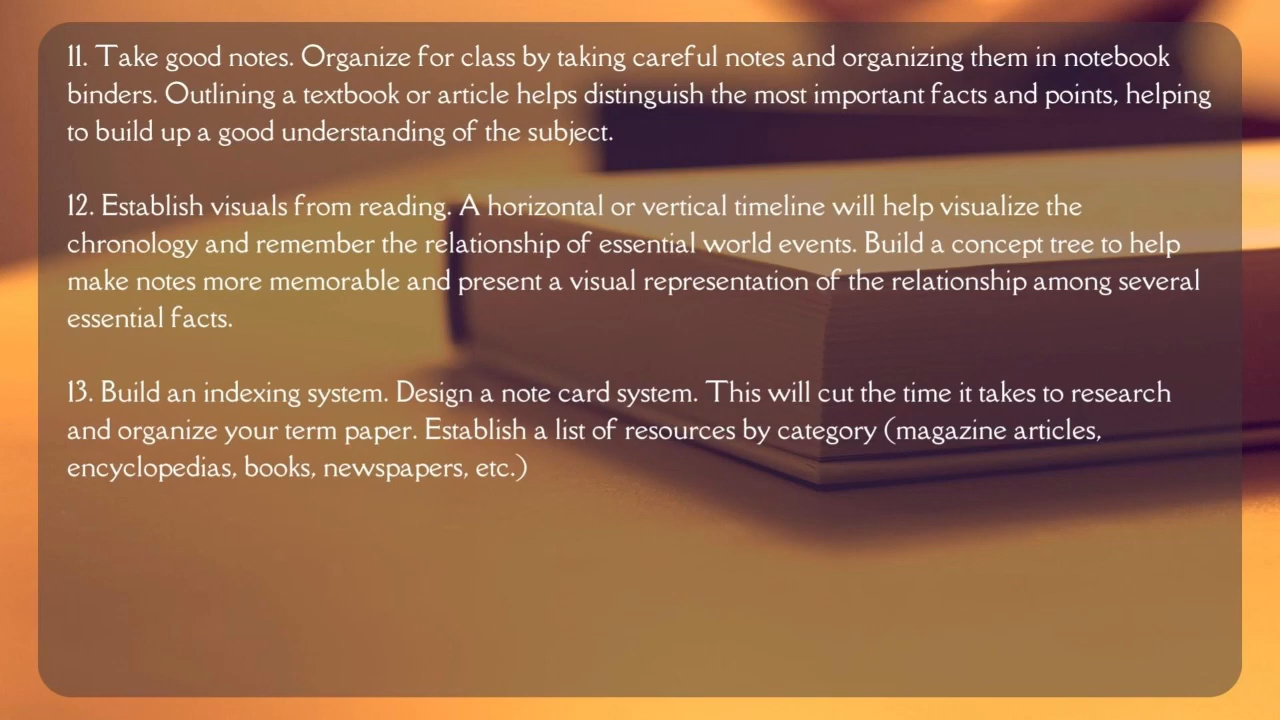 11. Take good notes. Organize for class by taking careful notes and organizing them in notebook
binders. Outlining a textbook or article helps distinguish the most important facts and points, helping
to build up a good understanding of the subject.
12. Establish visuals from reading. A horizontal or vertical timeline will help visualize the
chronology and remember the relationship of essential world events. Build a concept tree to help
make notes more memorable and present a visual representation of the relationship among several
essential facts.
13. Build an indexing system. Design a note card system. This will cut the time it takes to research
and organize your term paper. Establish a list of resources by category (magazine articles,
encyclopedias, books, newspapers, etc.)